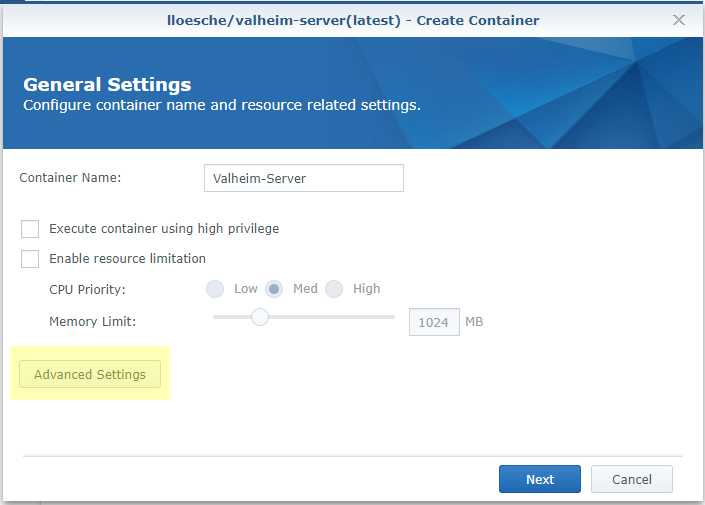 lloesche/valheim-server(latest) - Create Container
General Settings
Configure container name and resource related settings.
Container Name: Valheim-Server
Execute container using high privilege
Enable resource limitation
CPU Priority: Low Med High
Memory Limit: 1024 MB
Advanced Settings
Next Cancel